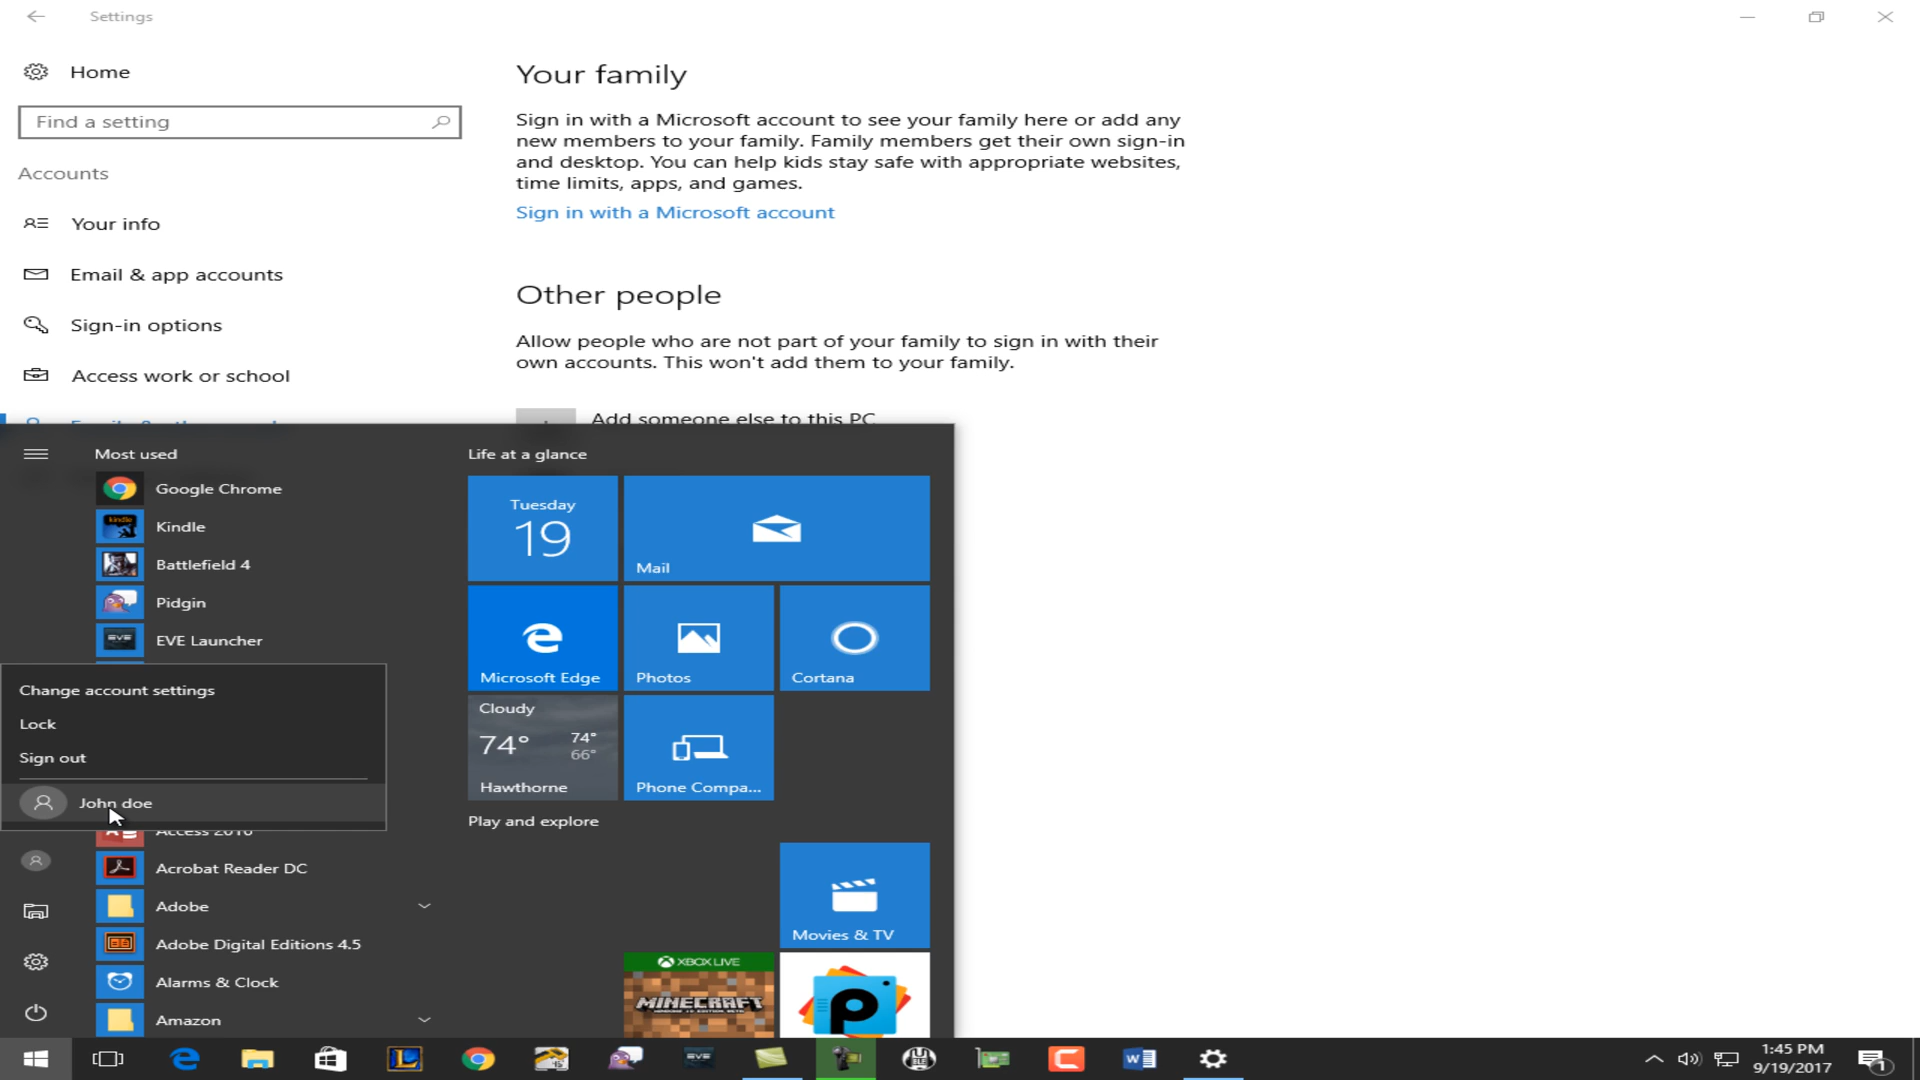 Settings
Home
Find a setting
Accounts
Your info
Email & app accounts
Sign-in options
Access work or school
Your family
Sign in with a Microsoft account to see your family here or add any
new members to your family. Family members get their own sign-in
and desktop. You can help kids stay safe with appropriate websites,
time limits, apps, and games.
Sign in with a Microsoft account
Other people
Allow people who are not part of your family to sign in with their
own accounts. This won't add them to your family.
Add someone else to this PC
Most used
Google Chrome
kindle
Kindle
Battlefield 4
Pidgin
EVE
EVE Launcher
Change account settings
Lock
Sign out
John doe
Access 2016
Acrobat Reader DC
Adobe
Adobe Digital Editions 4.5
Alarms & Clock
Amazon
Life at a glance
Tuesday
19
Mail
Microsoft Edge
Photos
Cortana
Cloudy
74°
74°
66°
Hawthorne
Phone Compa...
Play and explore
Movies & TV
XBOX LIVE
MINECRAFT
EVE
1:45 PM
9/19/2017
1